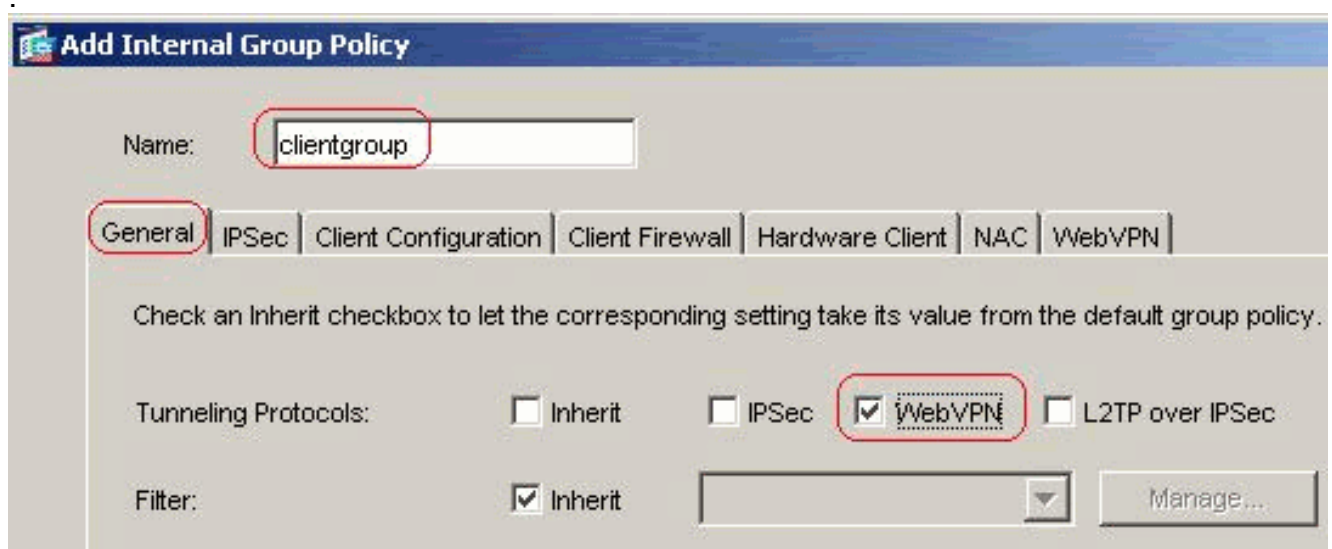 .
Add Internal Group Policy
Name: clientgroup
General IPSec Client Configuration Client Firewall Hardware Client NAC WebVPN
Check an Inherit checkbox to let the corresponding setting take its value from the default group policy.
Tunneling Protocols: Inherit IPSec WebVPN L2TP over IPSec
Filter: Inherit Manage...